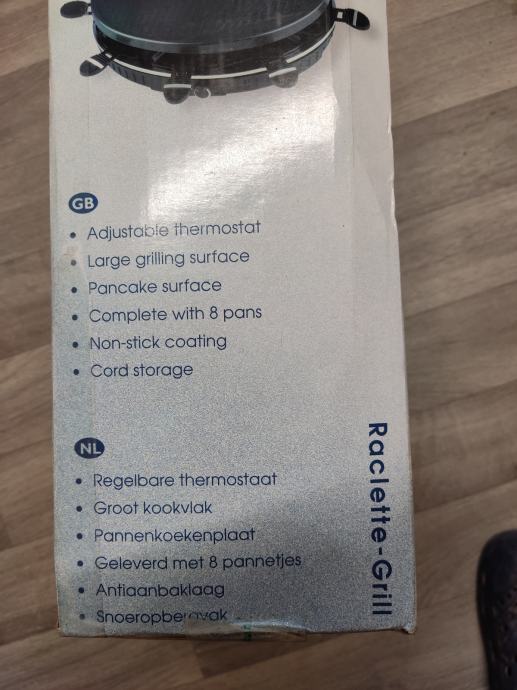 GB
• Adjustable thermostat
• Large grilling surface
• Pancake surface
• Complete with 8 pans
• Non-stick coating
• Cord storage
NL
• Regelbare thermostaat
• Groot kookvlak
• Pannenkoekenplaat
• Geleverd met 8 pannetjes
• Antiaanbaklaag
• Snoeropbergvak
Raclette-Grill